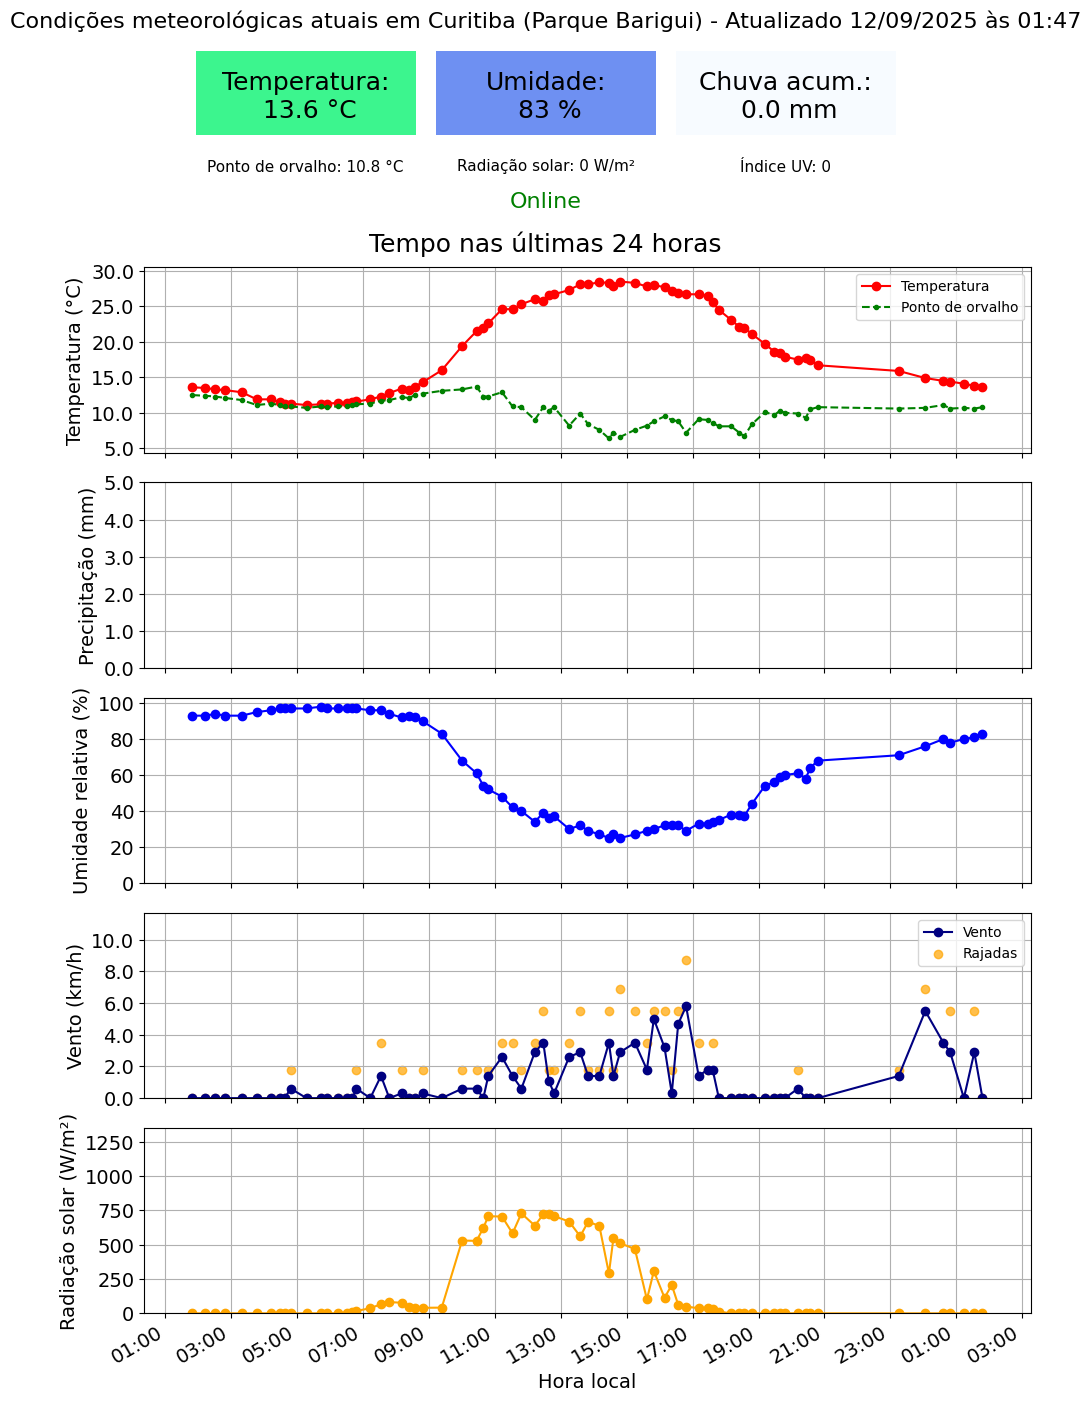 Condições meteorológicas atuais em Curitiba (Parque Barigui) - Atualizado 12/09/2025 às 01:47
Temperatura:
13.6 °C
Umidade:
83 %
Chuva acum.:
0.0 mm
Ponto de orvalho: 10.8 °C
Radiação solar: 0 W/m²
Índice UV: 0
Online
Tempo nas últimas 24 horas
Temperatura (°C)
30.0
25.0
20.0
15.0
10.0
5.0
Temperatura
Ponto de orvalho
Precipitação (mm)
5.0
4.0
3.0
2.0
1.0
0.0
Umidade relativa (%)
100
80
60
40
20
0
Vento (km/h)
10.0
8.0
6.0
4.0
2.0
0.0
Vento
Rajadas
Radiação solar (W/m²)
1250
1000
750
500
250
0
01:00
03:00
05:00
07:00
09:00
11:00
13:00
15:00
17:00
19:00
21:00
23:00
01:00
03:00
Hora local